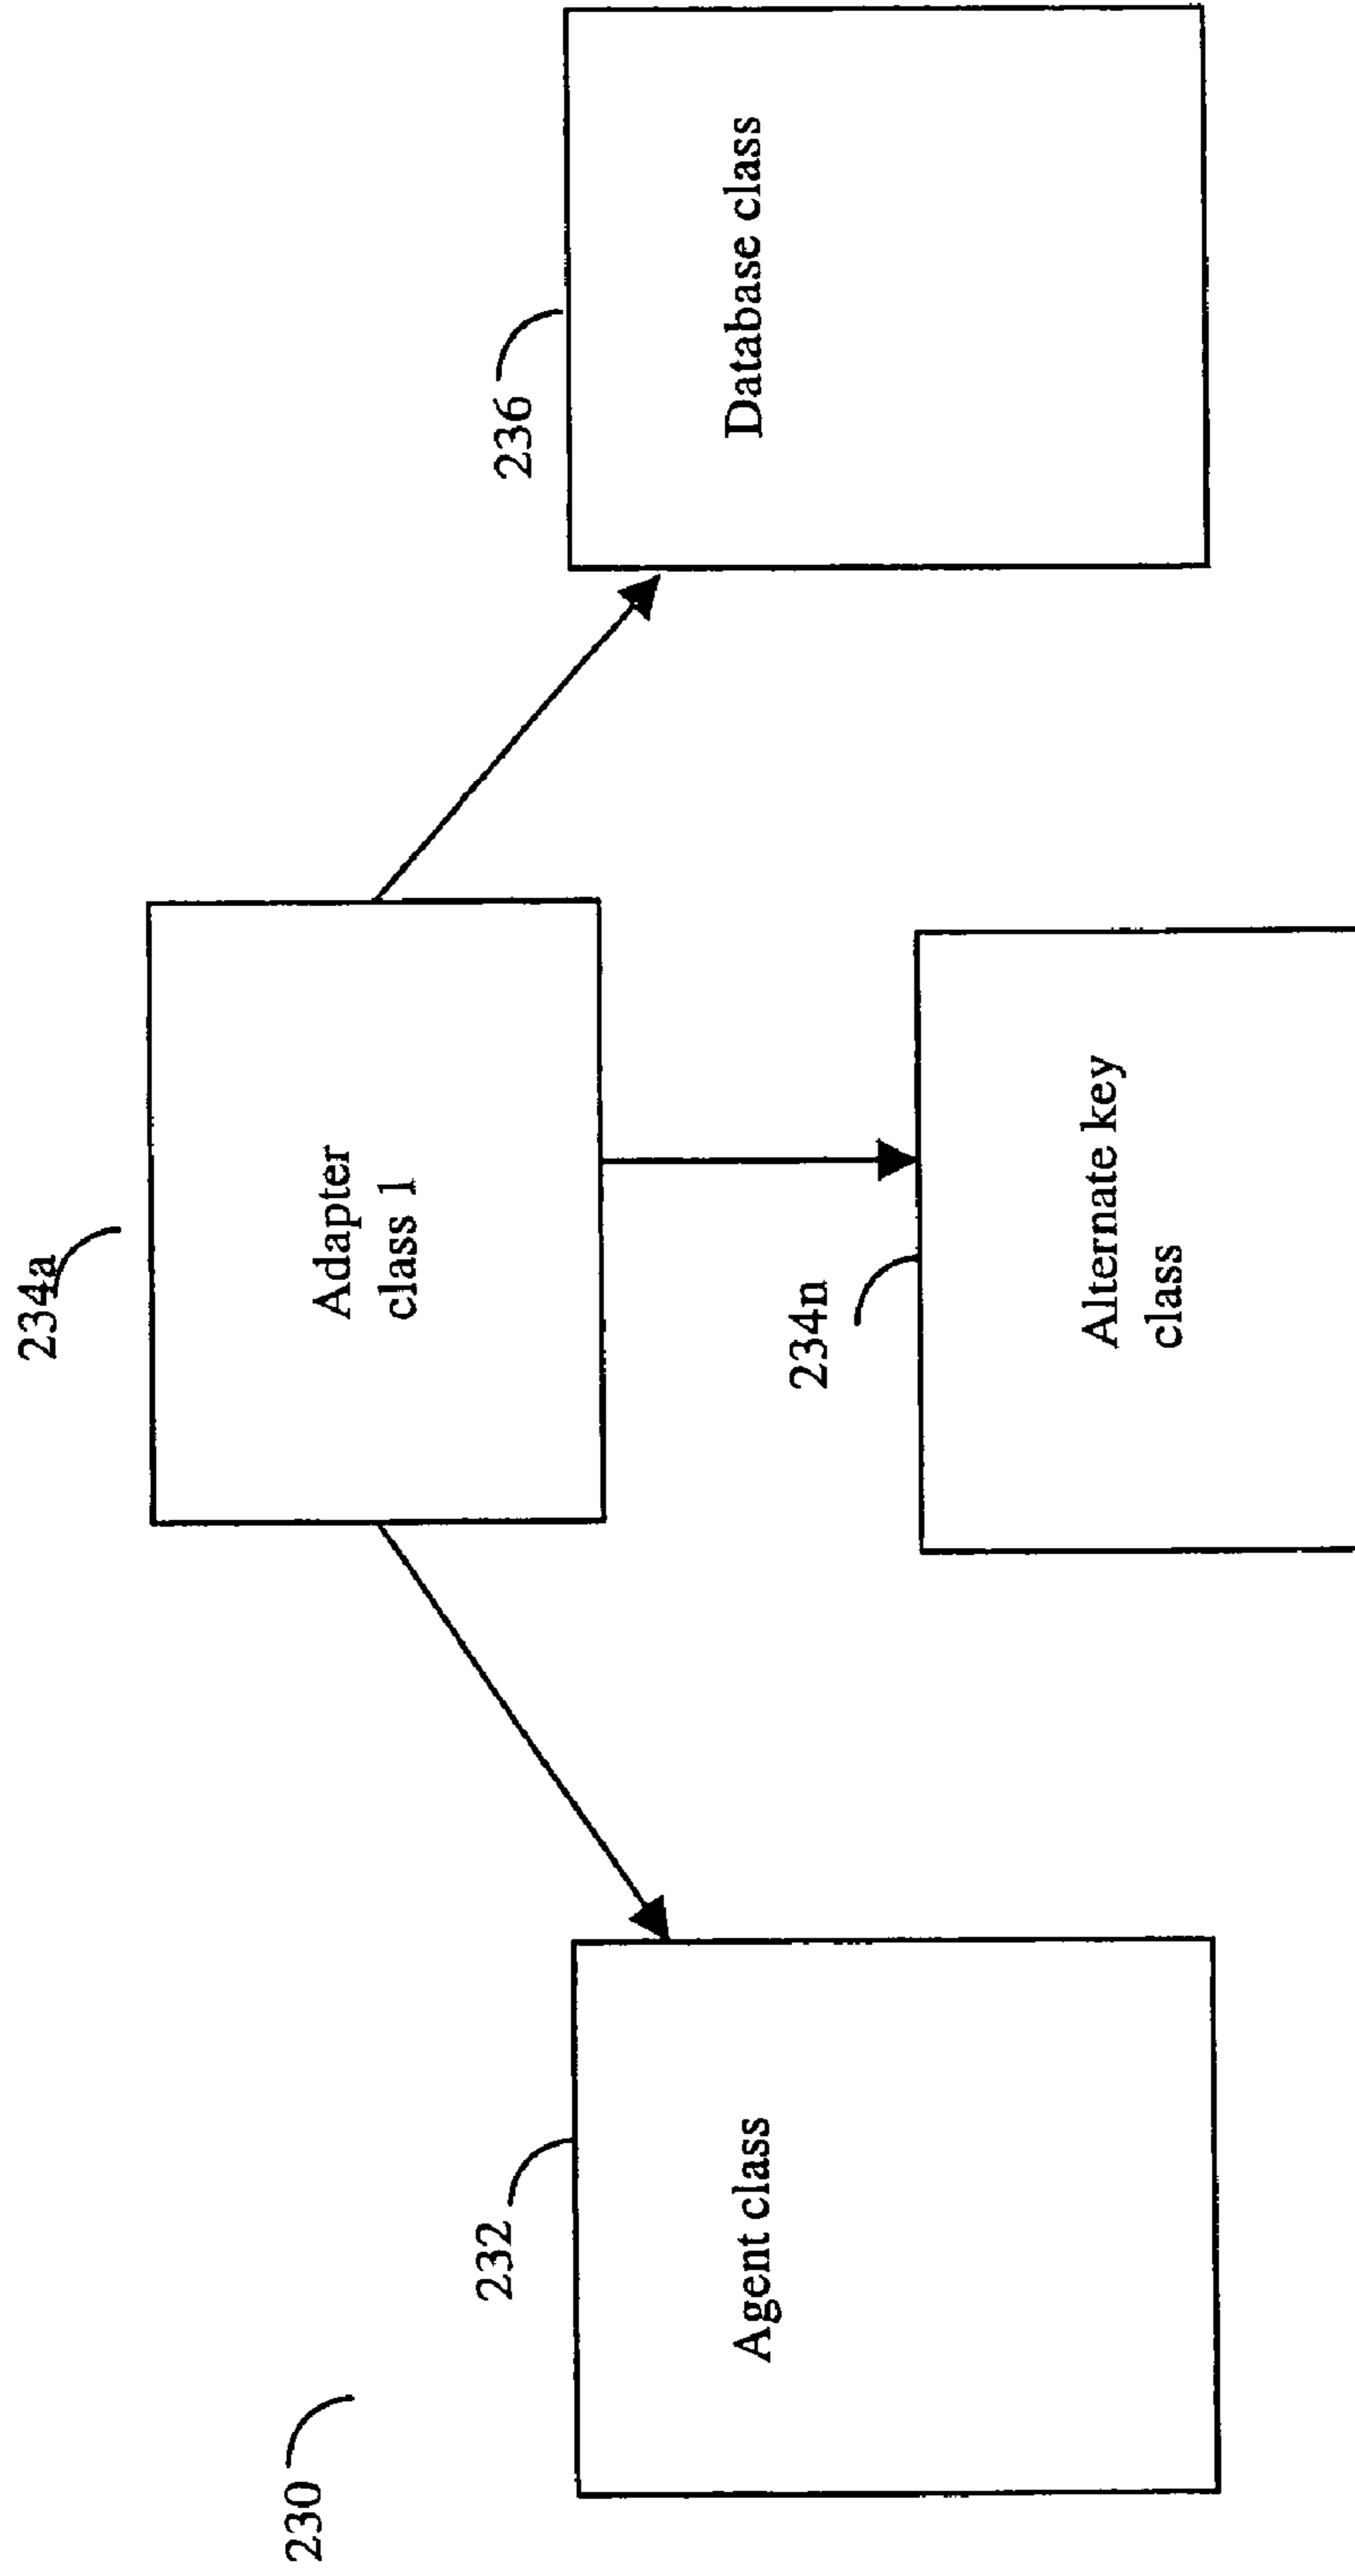 234a
Adapter
class 1
230
232
236
Agent class
Database class
234n
Alternate key
class